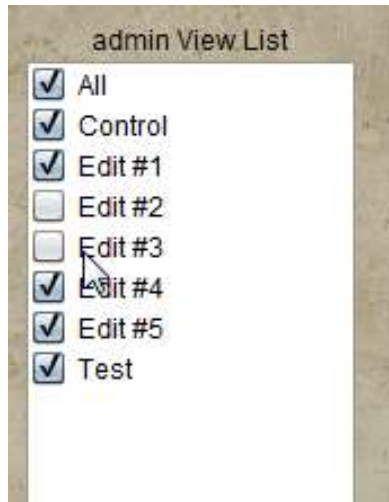 admin View List
All
Control
Edit #1
Edit #2
Edit #3
Edit #4
Edit #5
Test